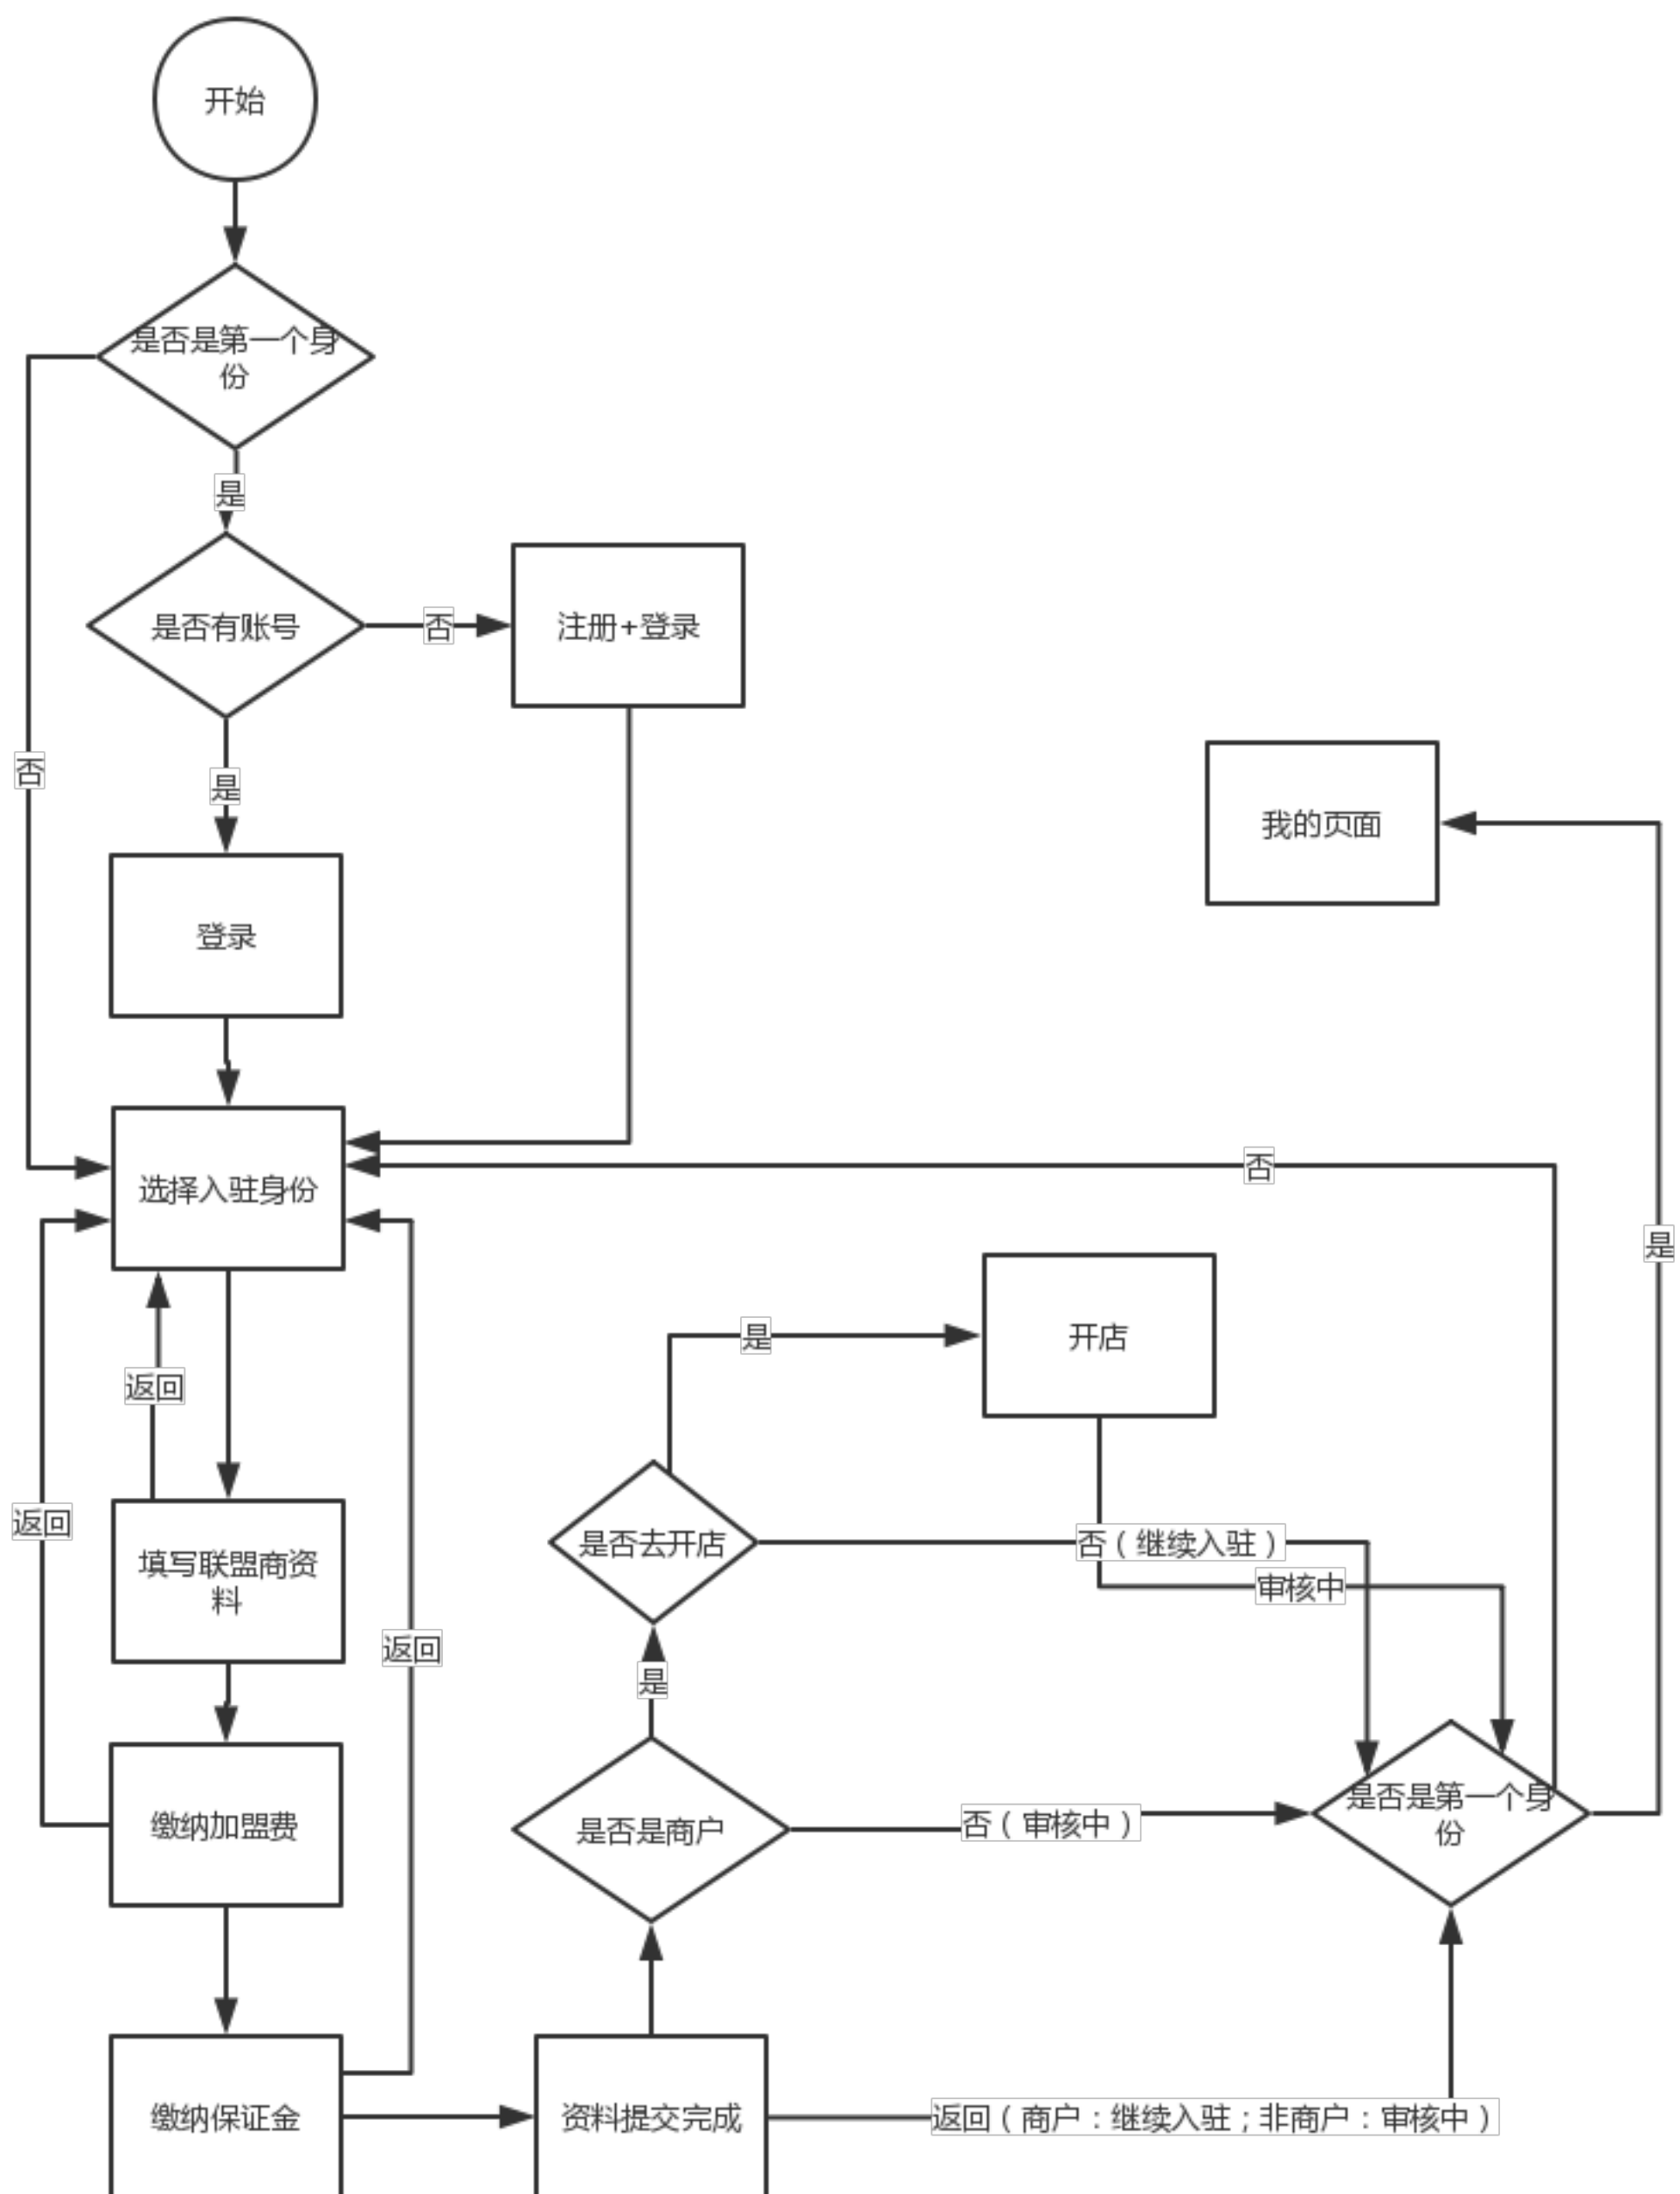 开始
是否是第一个身
份
是
是否有账号
否
注册+登录
否
是
我的页面
登录
选择入驻身份
否
是
是
开店
返回
返回
填写联盟商资
料
是否去开店
否（继续入驻）
审核中
返回
是
缴纳加盟费
是否是商户
否（审核中）
是否是第一个身
份
缴纳保证金
资料提交完成
返回（商户：继续入驻；非商户：审核中）